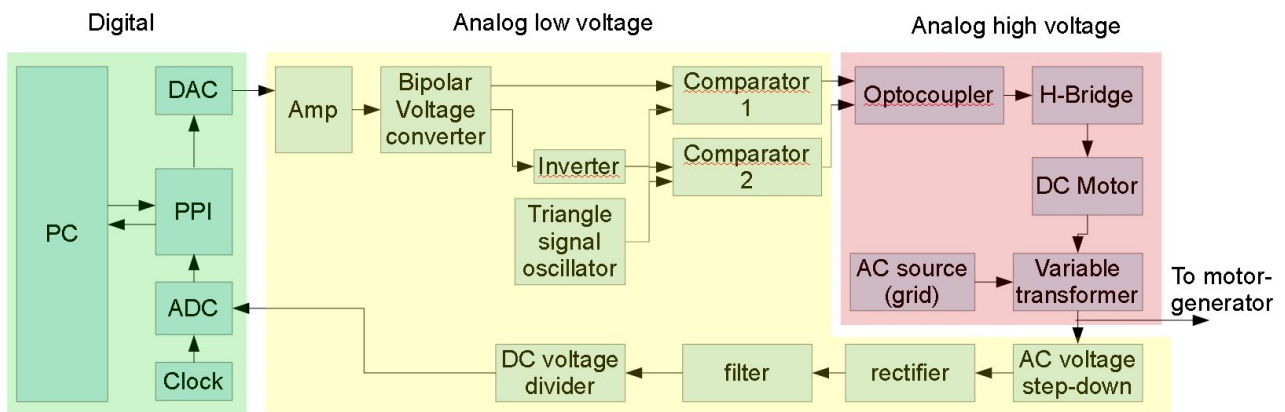 Digital
Analog low voltage
Analog high voltage
PC
DAC
PPI
ADC
Clock
Amp
Bipolar
Voltage
converter
Inverter
Triangle
signal
oscillator
Comparator
1
Comparator
2
Optocoupler
H-Bridge
DC Motor
AC source
(grid)
Variable
transformer
To motor-
generator
DC voltage
divider
filter
rectifier
AC voltage
step-down